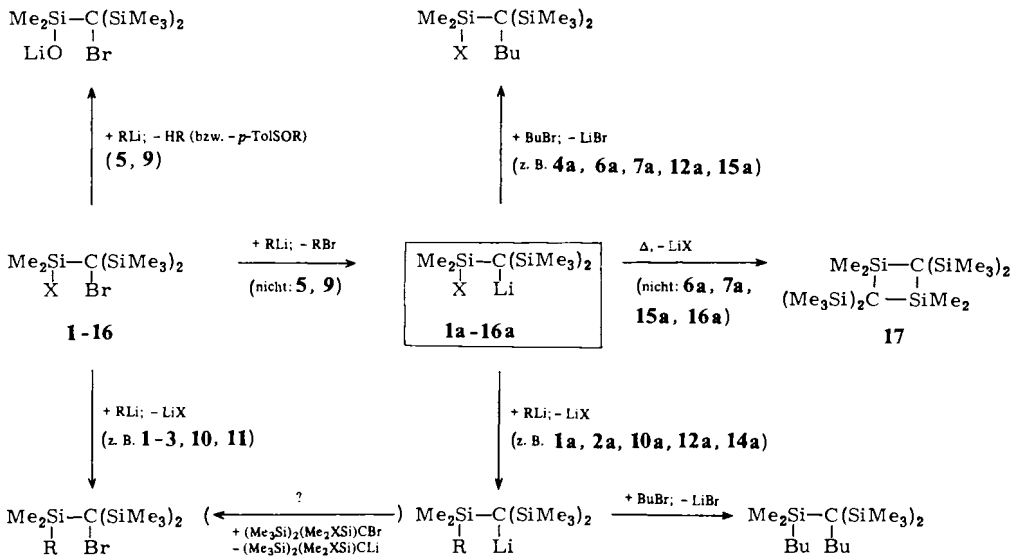 Me₂Si—C(SiMe₃)₂
LiO Br
Me₂Si—C(SiMe₃)₂
X Bu
+ RLi; – HR (bzw. –p-TolSOR)
(5, 9)
+ BuBr; – LiBr
(z. B. 4a, 6a, 7a, 12a, 15a)
Me₂Si—C(SiMe₃)₂
X Br
1-16
+ RLi; – RBr
(nicht: 5, 9)
Me₂Si—C(SiMe₃)₂
X Li
1a-16a
Δ, – LiX
(nicht: 6a, 7a,
15a, 16a)
Me₂Si—C(SiMe₃)₂
(Me₃Si)₂C—SiMe₂
17
+ RLi; – LiX
(z. B. 1-3, 10, 11)
+ RLi; – LiX
(z. B. 1a, 2a, 10a, 12a, 14a)
Me₂Si—C(SiMe₃)₂
R Br
( ? )
+ (Me₃Si)₂(Me₂XSi)CBr
– (Me₃Si)₂(Me₂XSi)CLi
Me₂Si—C(SiMe₃)₂
R Li
+ BuBr; – LiBr
Me₂Si—C(SiMe₃)₂
Bu Bu